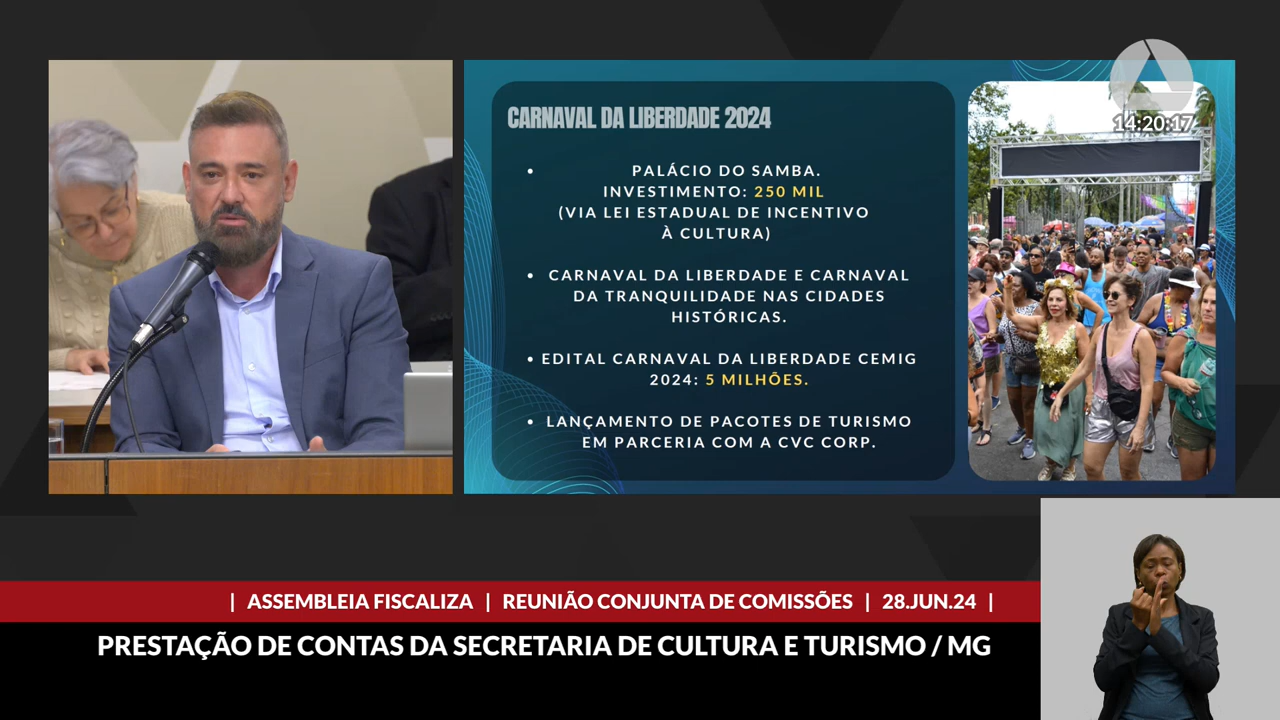 14:20:17
CARNAVAL DA LIBERDADE 2024
• PALÁCIO DO SAMBA.
INVESTIMENTO: 250 MIL
(VIA LEI ESTADUAL DE INCENTIVO
À CULTURA)
• CARNAVAL DA LIBERDADE E CARNAVAL
DA TRANQUILIDADE NAS CIDADES
HISTÓRICAS.
• EDITAL CARNAVAL DA LIBERDADE CEMIG
2024: 5 MILHÕES.
• LANÇAMENTO DE PACOTES DE TURISMO
EM PARCERIA COM A CVC CORP.
| ASSEMBLEIA FISCALIZA | REUNIÃO CONJUNTA DE COMISSÕES | 28.JUN.24 |
PRESTAÇÃO DE CONTAS DA SECRETARIA DE CULTURA E TURISMO / MG